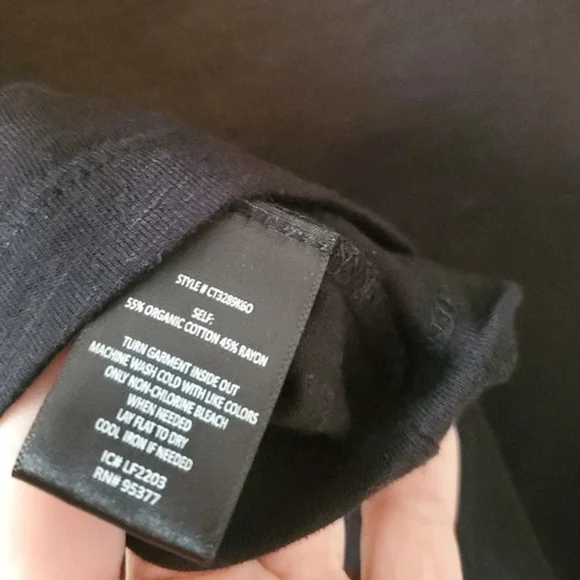 STYLE # CT3289K6O
SELF:
55% ORGANIC COTTON 45% RAYON
TURN GARMENT INSIDE OUT
MACHINE WASH COLD WITH LIKE COLORS
ONLY NON-CHLORINE BLEACH
WHEN NEEDED
LAY FLAT TO DRY
COOL IRON IF NEEDED
IC# LF2203
RN# 95377